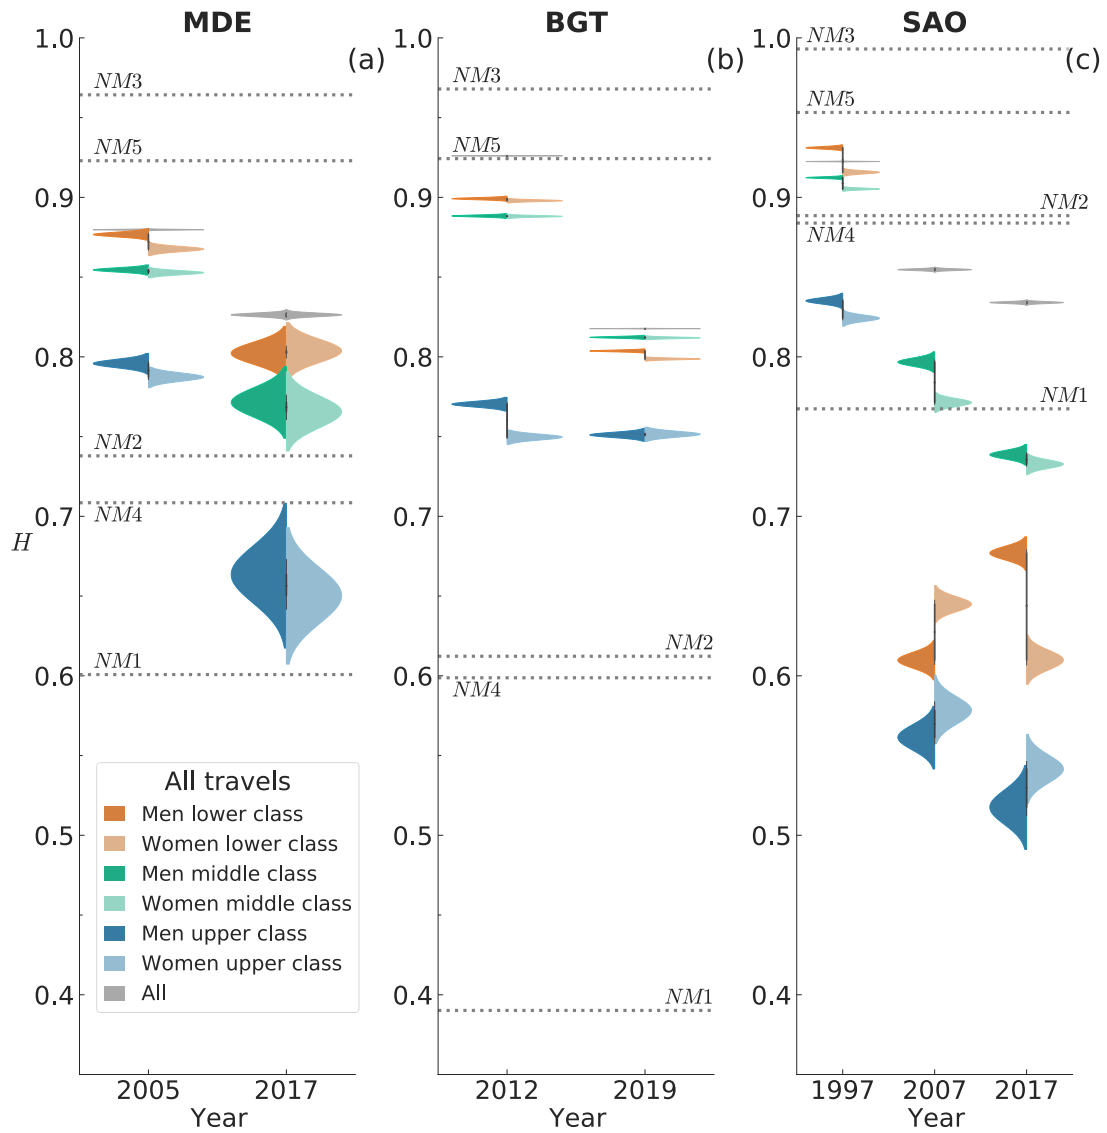 MDE
BGT
SAO
(a)
(b)
(c)
1.0
0.9
0.8
0.7
0.6
0.5
0.4
H
NM3
NM5
NM2
NM4
NM1
All travels
Men lower class
Women lower class
Men middle class
Women middle class
Men upper class
Women upper class
All
2005
2017
Year
1.0
0.9
0.8
0.7
0.6
0.5
0.4
NM3
NM5
NM2
NM4
NM1
2012
2019
Year
1.0
0.9
0.8
0.7
0.6
0.5
0.4
NM3
NM5
NM2
NM4
NM1
1997
2007
2017
Year